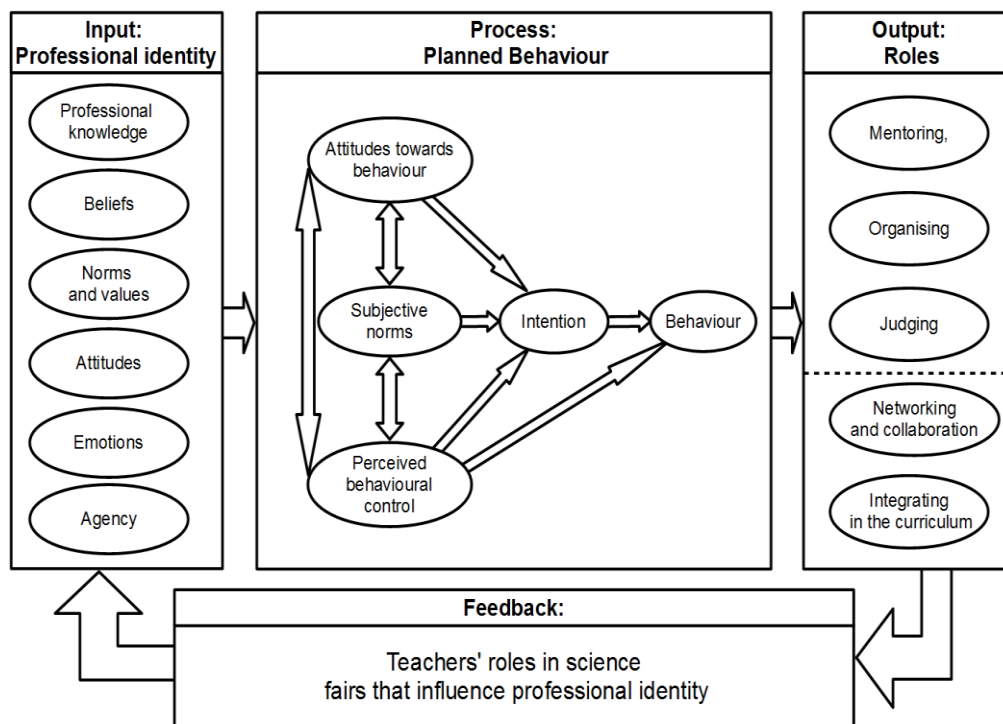 Input:
Professional identity
Professional
knowledge
Beliefs
Norms
and values
Attitudes
Emotions
Agency
Process:
Planned Behaviour
Attitudes towards
behaviour
Subjective
norms
Intention
Behaviour
Perceived
behavioural
control
Output:
Roles
Mentoring,
Organising
Judging
Networking
and collaboration
Integrating
in the curriculum
Feedback:
Teachers' roles in science
fairs that influence professional identity